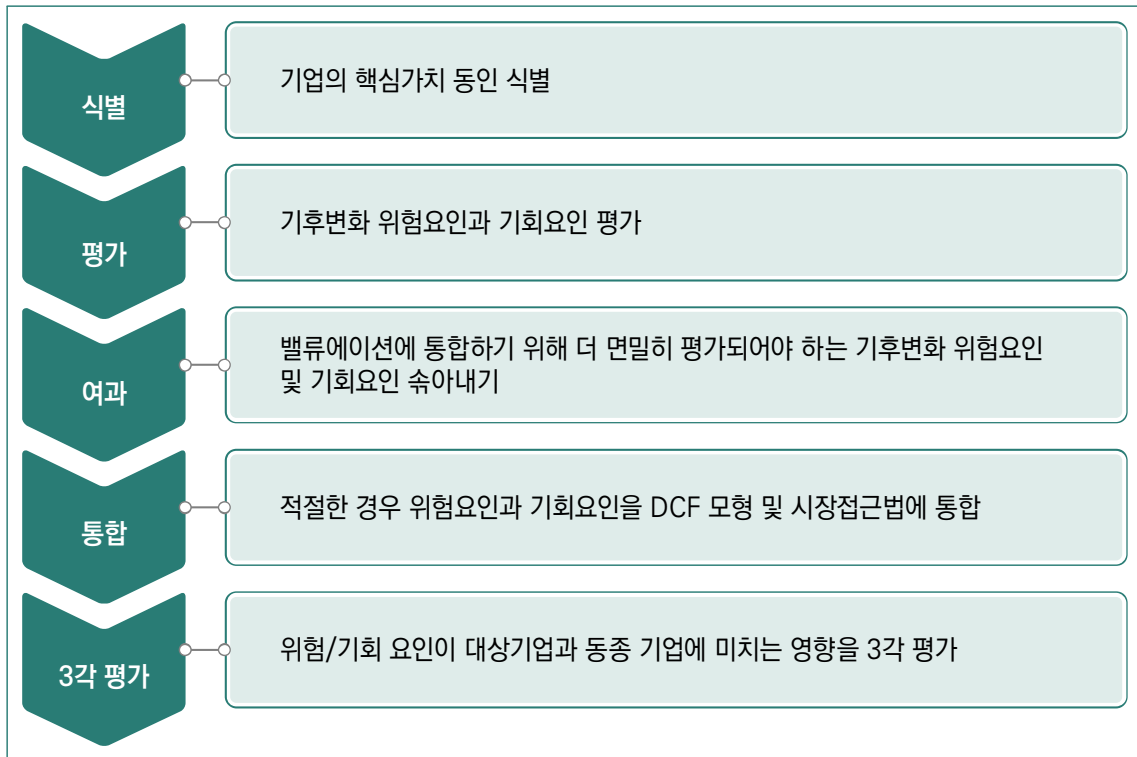 식별
기업의 핵심가치 동인 식별
평가
기후변화 위험요인과 기회요인 평가
여과
밸류에이션에 통합하기 위해 더 면밀히 평가되어야 하는 기후변화 위험요인
및 기회요인 솎아내기
통합
적절한 경우 위험요인과 기회요인을 DCF 모형 및 시장접근법에 통합
3각 평가
위험/기회 요인이 대상기업과 동종 기업에 미치는 영향을 3각 평가